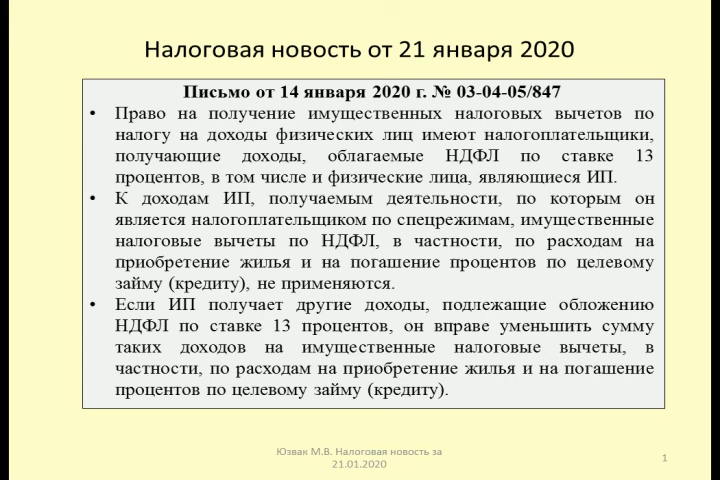 Налоговая новость от 21 января 2020
Письмо от 14 января 2020 г. № 03-04-05/847
• Право на получение имущественных налоговых вычетов по
налогу на доходы физических лиц имеют налогоплательщики,
получающие доходы, облагаемые НДФЛ по ставке 13
процентов, в том числе и физические лица, являющиеся ИП.
• К доходам ИП, получаемым деятельности, по которым он
является налогоплательщиком по спецрежимам, имущественные
налоговые вычеты по НДФЛ, в частности, по расходам на
приобретение жилья и на погашение процентов по целевому
займу (кредиту), не применяются.
• Если ИП получает другие доходы, подлежащие обложению
НДФЛ по ставке 13 процентов, он вправе уменьшить сумму
таких доходов на имущественные налоговые вычеты, в
частности, по расходам на приобретение жилья и на погашение
процентов по целевому займу (кредиту).
Юзвак М.В. Налоговая новость за
21.01.2020
1